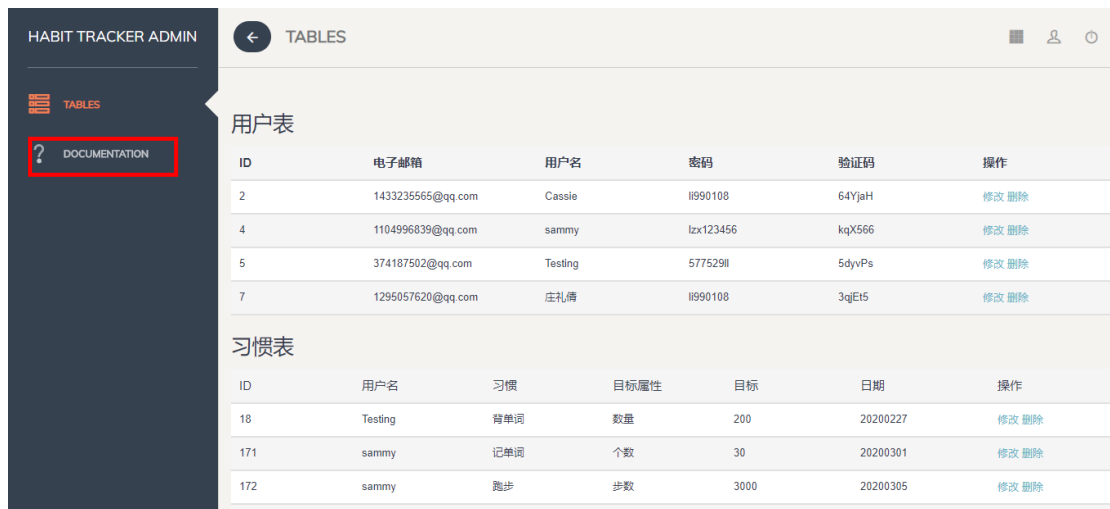 HABIT TRACKER ADMIN
TABLES
TABLES
DOCUMENTATION
用户表
ID 电子邮箱 用户名 密码 验证码 操作
2 1433235565@qq.com Cassie li990108 64YjaH 修改 删除
4 1104996839@qq.com sammy lzx123456 kqX566 修改 删除
5 374187502@qq.com Testing 577529ll 5dyvPs 修改 删除
7 1295057620@qq.com 庄礼倩 li990108 3qjEt5 修改 删除
习惯表
ID 用户名 习惯 目标属性 目标 日期 操作
18 Testing 背单词 数量 200 20200227 修改 删除
171 sammy 记单词 个数 30 20200301 修改 删除
172 sammy 跑步 步数 3000 20200305 修改 删除